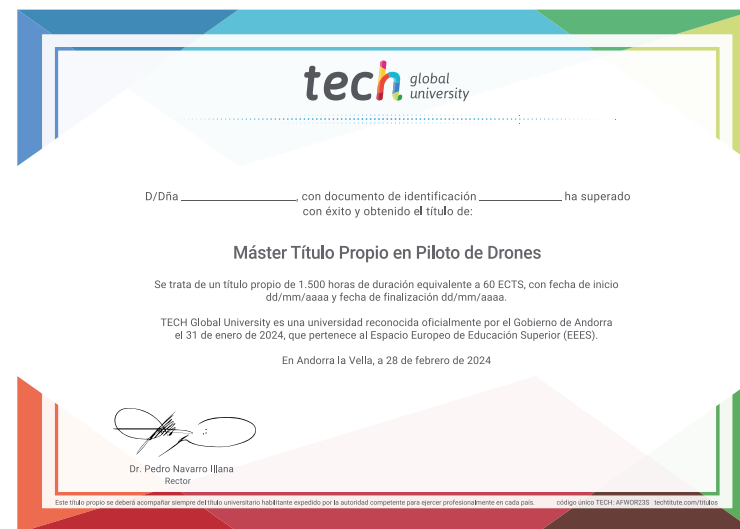 tech global university
D/Dña ____________, con documento de identificación ____________ ha superado
con éxito y obtenido el título de:
Máster Título Propio en Piloto de Drones
Se trata de un título propio de 1.500 horas de duración equivalente a 60 ECTS, con fecha de inicio
dd/mm/aaaa y fecha de finalización dd/mm/aaaa.
TECH Global University es una universidad reconocida oficialmente por el Gobierno de Andorra
el 31 de enero de 2024, que pertenece al Espacio Europeo de Educación Superior (EEES).
En Andorra la Vella, a 28 de febrero de 2024
Dr. Pedro Navarro Illana
Rector
Este título propio se deberá acompañar siempre del título universitario habilitante expedido por la autoridad competente para ejercer profesionalmente en cada país. código único TECH: AFWOR23S techtitute.com/titulos